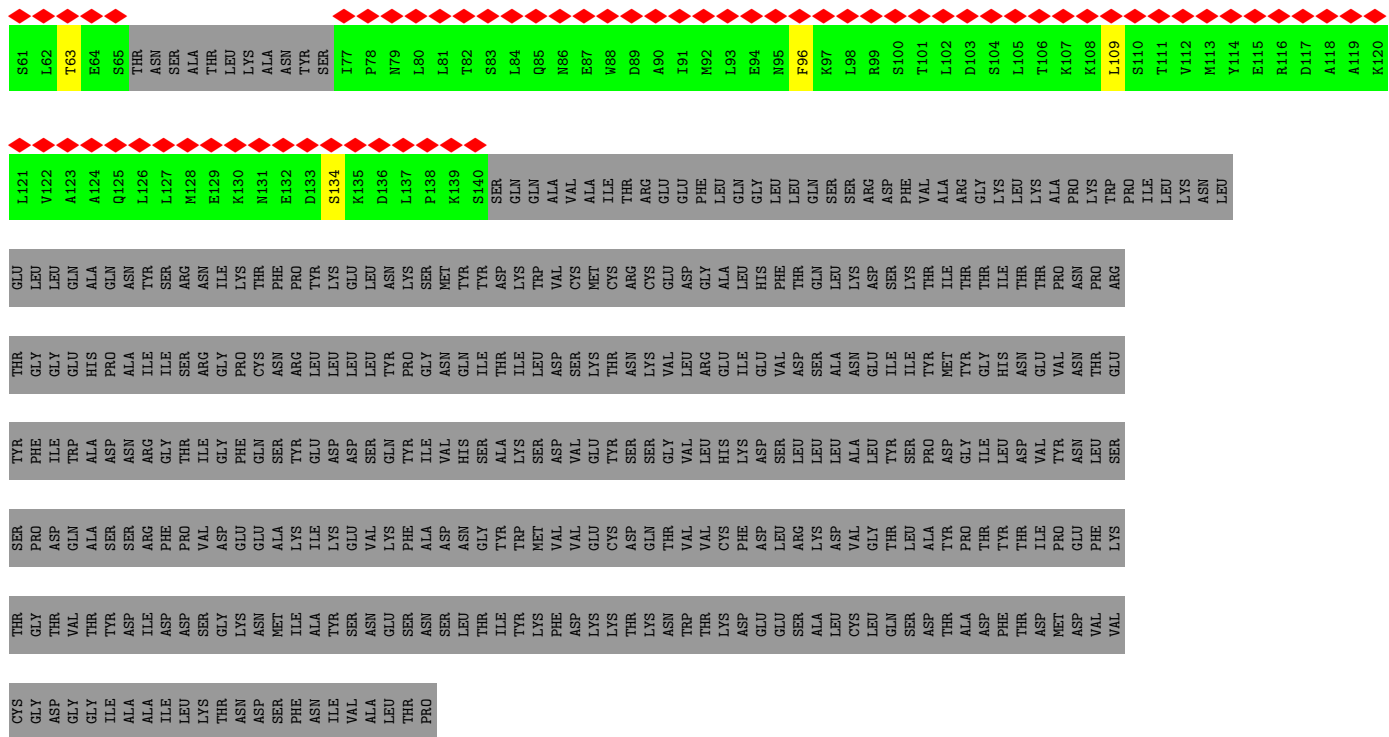 S61 L62 T63 E64 S65 THR ASN SER ALA THR LEU LYS ALA ASN TYR SER I77 P78 N79 L80 L81 T82 S83 L84 Q85 N86 E87 W88 D89 A90 I91 M92 L93 E94 N95 F96 K97 L98 R99 S100 T101 L102 D103 S104 L105 T106 K107 K108 L109 S110 T111 V112 M113 Y114 E115 R116 D117 A118 A119 K120
L121 V122 A123 A124 Q125 L126 L127 M128 E129 K130 N131 E132 D133 S134 K135 D136 L137 P138 K139 S140 SER GLN GLN ALA VAL ALA ILE THR ARG GLU GLU PHE LEU GLN GLY LEU LEU GLN SER SER ARG ASP PHE VAL ALA ARG GLY LYS LEU LYS ALA PRO LYS TRP PRO ILE LEU LYS ASN LEU
GLU LEU LEU GLN ALA GLN ASN TYR SER ARG ASN ILE LYS THR PHE PRO TYR LYS GLU LEU ASN LYS SER MET TYR TYR ASP LYS TRP VAL CYS MET CYS ARG CYS GLU ASP GLY ALA LEU HIS PHE THR GLN LEU LYS ASP SER LYS THR ILE THR THR ILE THR THR PRO ASN PRO ARG
THR GLY GLY GLU HIS PRO ALA ILE ILE SER ARG GLY PRO CYS ASN ARG LEU LEU LEU LEU TYR PRO GLY ASN GLN ILE THR ILE LEU ASP SER LYS THR ASN LYS VAL LEU ARG GLU ILE GLU VAL ASP SER ALA ASN GLU ILE ILE TYR MET TYR GLY HIS ASN GLU VAL ASN THR GLU
TYR PHE ILE TRP ALA ASP ASN ARG GLY THR ILE GLY PHE GLN SER TYR GLU ASP ASP SER GLN TYR ILE VAL HIS SER ALA LYS SER ASP VAL GLU TYR SER SER GLY VAL LEU HIS LYS ASP SER LEU LEU LEU ALA LEU TYR SER PRO ASP GLY ILE LEU ASP VAL TYR ASN LEU SER
SER PRO ASP GLN ALA SER SER ARG PHE PRO VAL ASP GLU GLU ALA LYS ILE LYS GLU VAL LYS PHE ALA ASP ASN GLY TYR TRP MET VAL VAL GLU CYS ASP GLN THR VAL VAL CYS PHE ASP LEU ARG LYS ASP VAL GLY THR LEU ALA TYR PRO THR TYR THR ILE PRO GLU PHE LYS
THR GLY THR VAL THR TYR ASP ILE ASP ASP SER GLY LYS ASN MET ILE ALA TYR SER ASN GLU SER ASN SER LEU THR ILE TYR LYS PHE ASP LYS LYS THR LYS ASN TRP THR LYS ASP GLU GLU SER ALA LEU CYS LEU GLN SER ASP THR ALA ASP PHE THR ASP MET ASP VAL VAL
CYS GLY ASP GLY GLY ILE ALA ALA ILE LEU LYS THR ASN ASP SER PHE ASN ILE VAL ALA LEU THR PRO